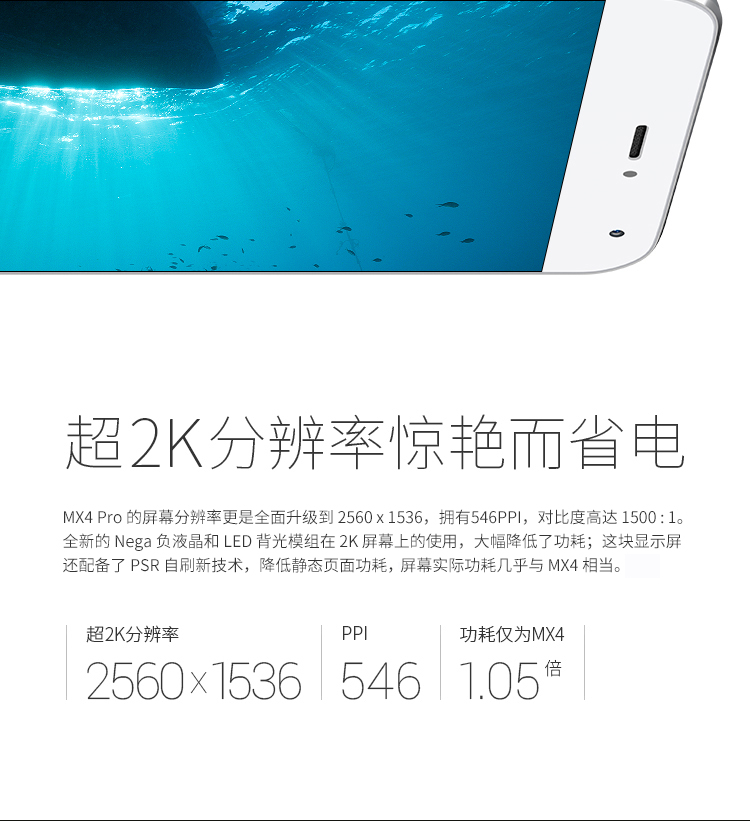 超2K分辨率惊艳而省电
MX4 Pro 的屏幕分辨率更是全面升级到 2560 x 1536，拥有546PPI，对比度高达 1500 : 1。
全新的 Nega 负液晶和 LED 背光模组在 2K 屏幕上的使用，大幅降低了功耗；这块显示屏
还配备了 PSR 自刷新技术，降低静态页面功耗，屏幕实际功耗几乎与 MX4 相当。
超2K分辨率
2560x1536
PPI
546
功耗仅为MX4
1.05倍